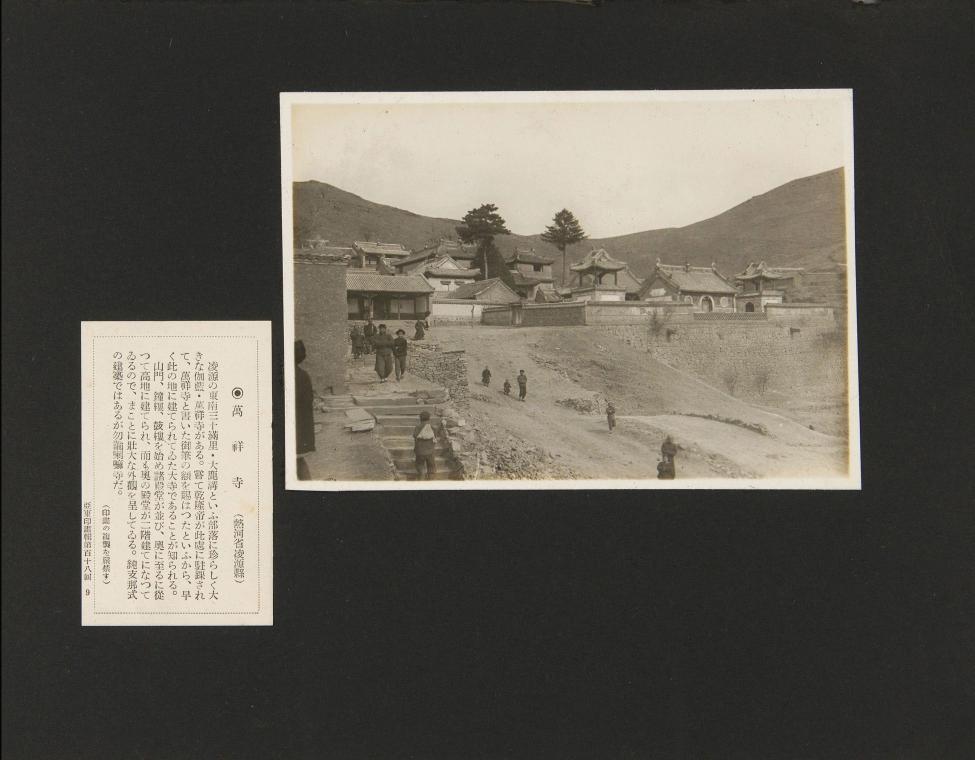 ◉萬祥寺(熱河省凌源縣)
凌源の東南三十滿里・大龍溝といふ部落に珍らしく大
きな伽藍・萬祥寺がある。嘗て乾隆帝が此處に駐蹕され
て、萬祥寺と書いた御筆の額を賜はつたといふから、早
く此の地に建てられてゐた大寺であることが知られる。
山門、鐘樓、鼓樓を始め諸殿堂が並び、奧に至るに從
つて高地に建てられ、而も奧の殿堂が二階建てになつて
ゐるので、まことに壯大な外觀を呈してゐる。純支那式
の建築ではあるが勿論喇嘛寺だ。
(印畫の複製を嚴禁す)
亞東印畫輯第百十八回 9